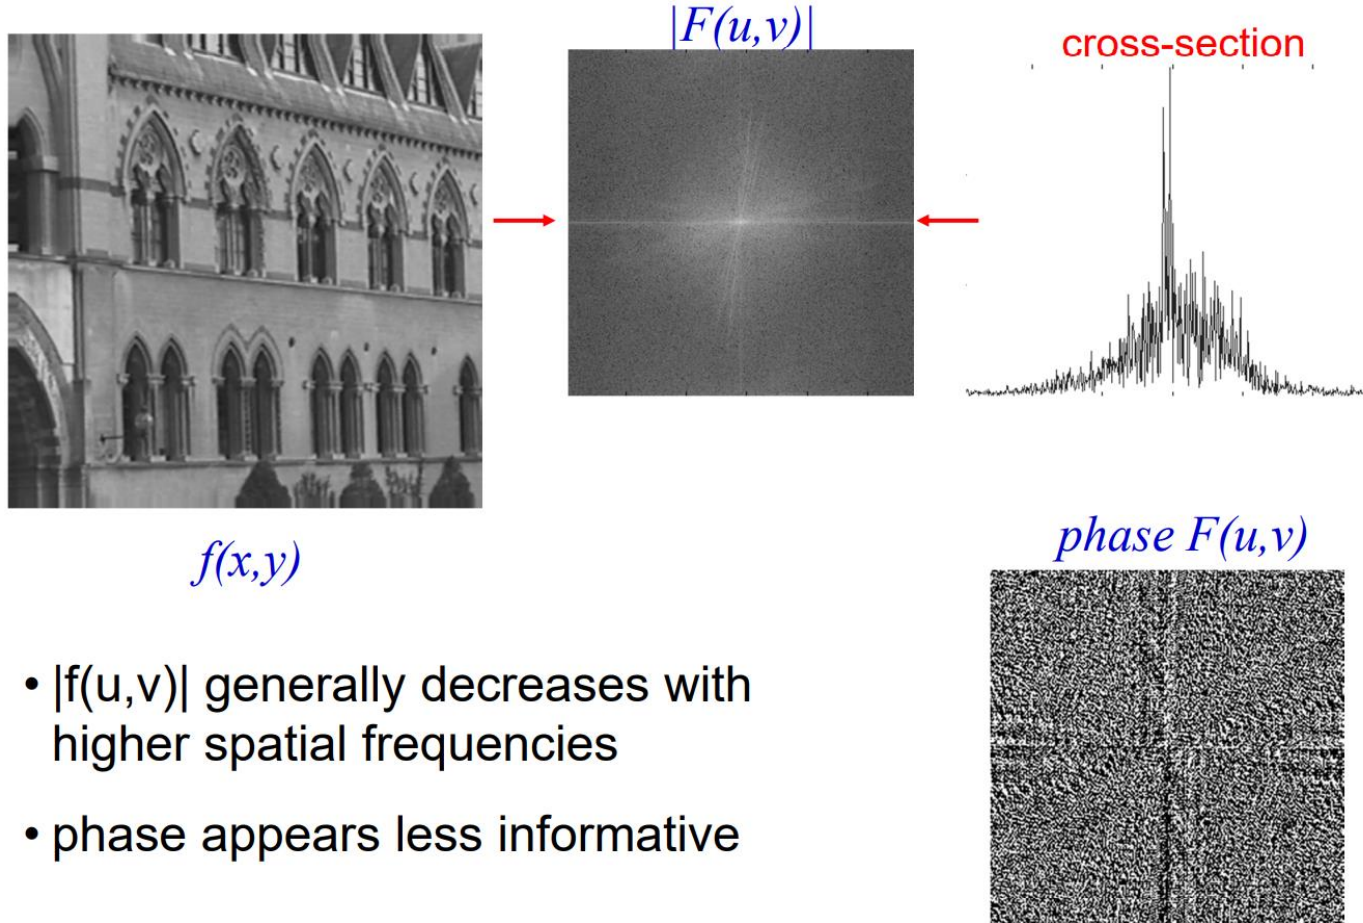 |F(u,v)|
cross-section
f(x,y)
phase F(u,v)
• |f(u,v)| generally decreases with
higher spatial frequencies
• phase appears less informative